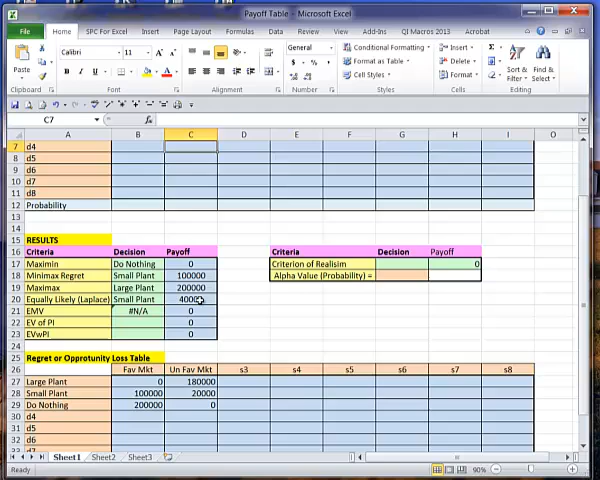 Payoff Table - Microsoft Excel
File Home SPC For Excel Insert Page Layout Formulas Data Review View Add-Ins QI Macros 2013 Acrobat
Paste
Calibri 11
B I U
General
$ % ,
Conditional Formatting
Format as Table
Cell Styles
Insert
Delete
Format
Sort & Filter
Find & Select
Clipboard Font Alignment Number Styles Cells Editing
C7 fx
A B C D E F G H I O
7 d4
8 d5
9 d6
10 d7
11 d8
12 Probability
13
14
15 RESULTS
16 Criteria Decision Payoff Criteria Decision Payoff
17 Maximin Do Nothing 0 Criterion of Realisim 0
18 Minimax Regret Small Plant 100000 Alpha Value (Probability) =
19 Maximax Large Plant 200000
20 Equally Likely (Laplace) Small Plant 4000
21 EMV #N/A 0
22 EV of PI 0
23 EVwPI 0
24
25 Regret or Opprotunity Loss Table
26 Fav Mkt Un Fav Mkt s3 s4 s5 s6 s7 s8
27 Large Plant 0 180000
28 Small Plant 100000 20000
29 Do Nothing 200000 0
30 d4
31 d5
32 d6
33 d7
Sheet1 Sheet2 Sheet3
Ready 90%